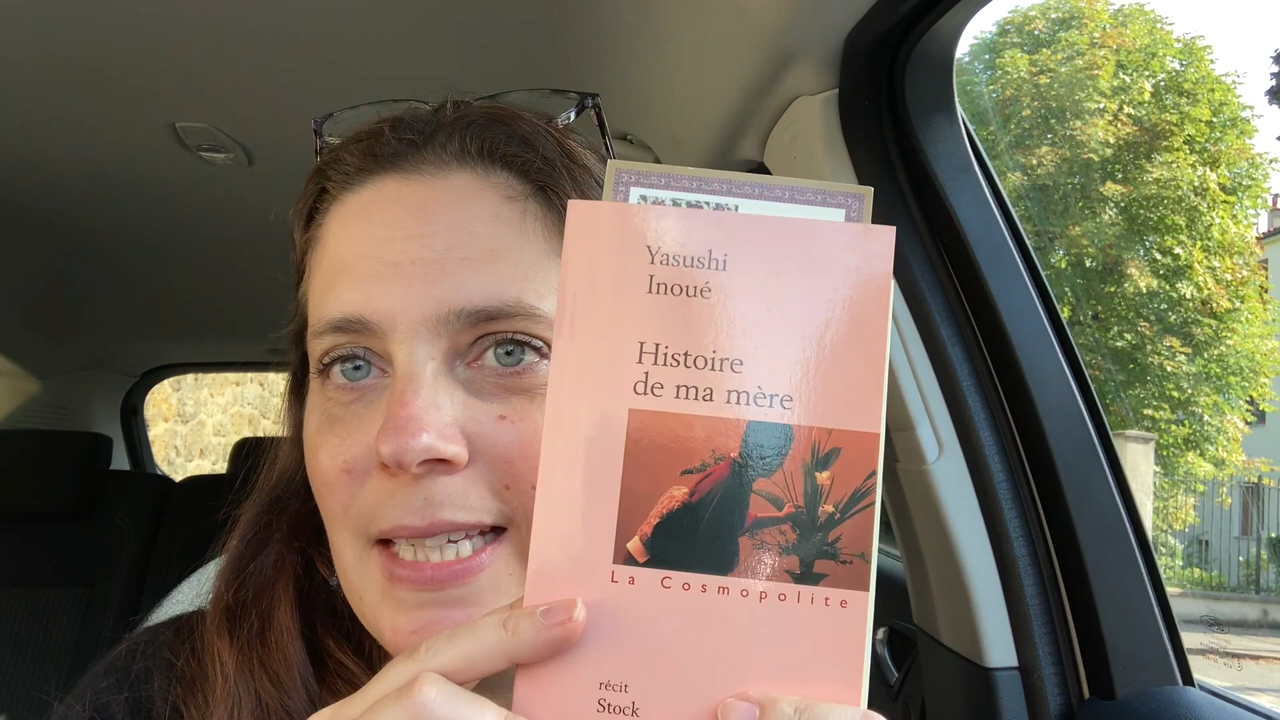 Yasushi
Inoué
Histoire
de ma mère
La Cosmopolite
récit
Stock